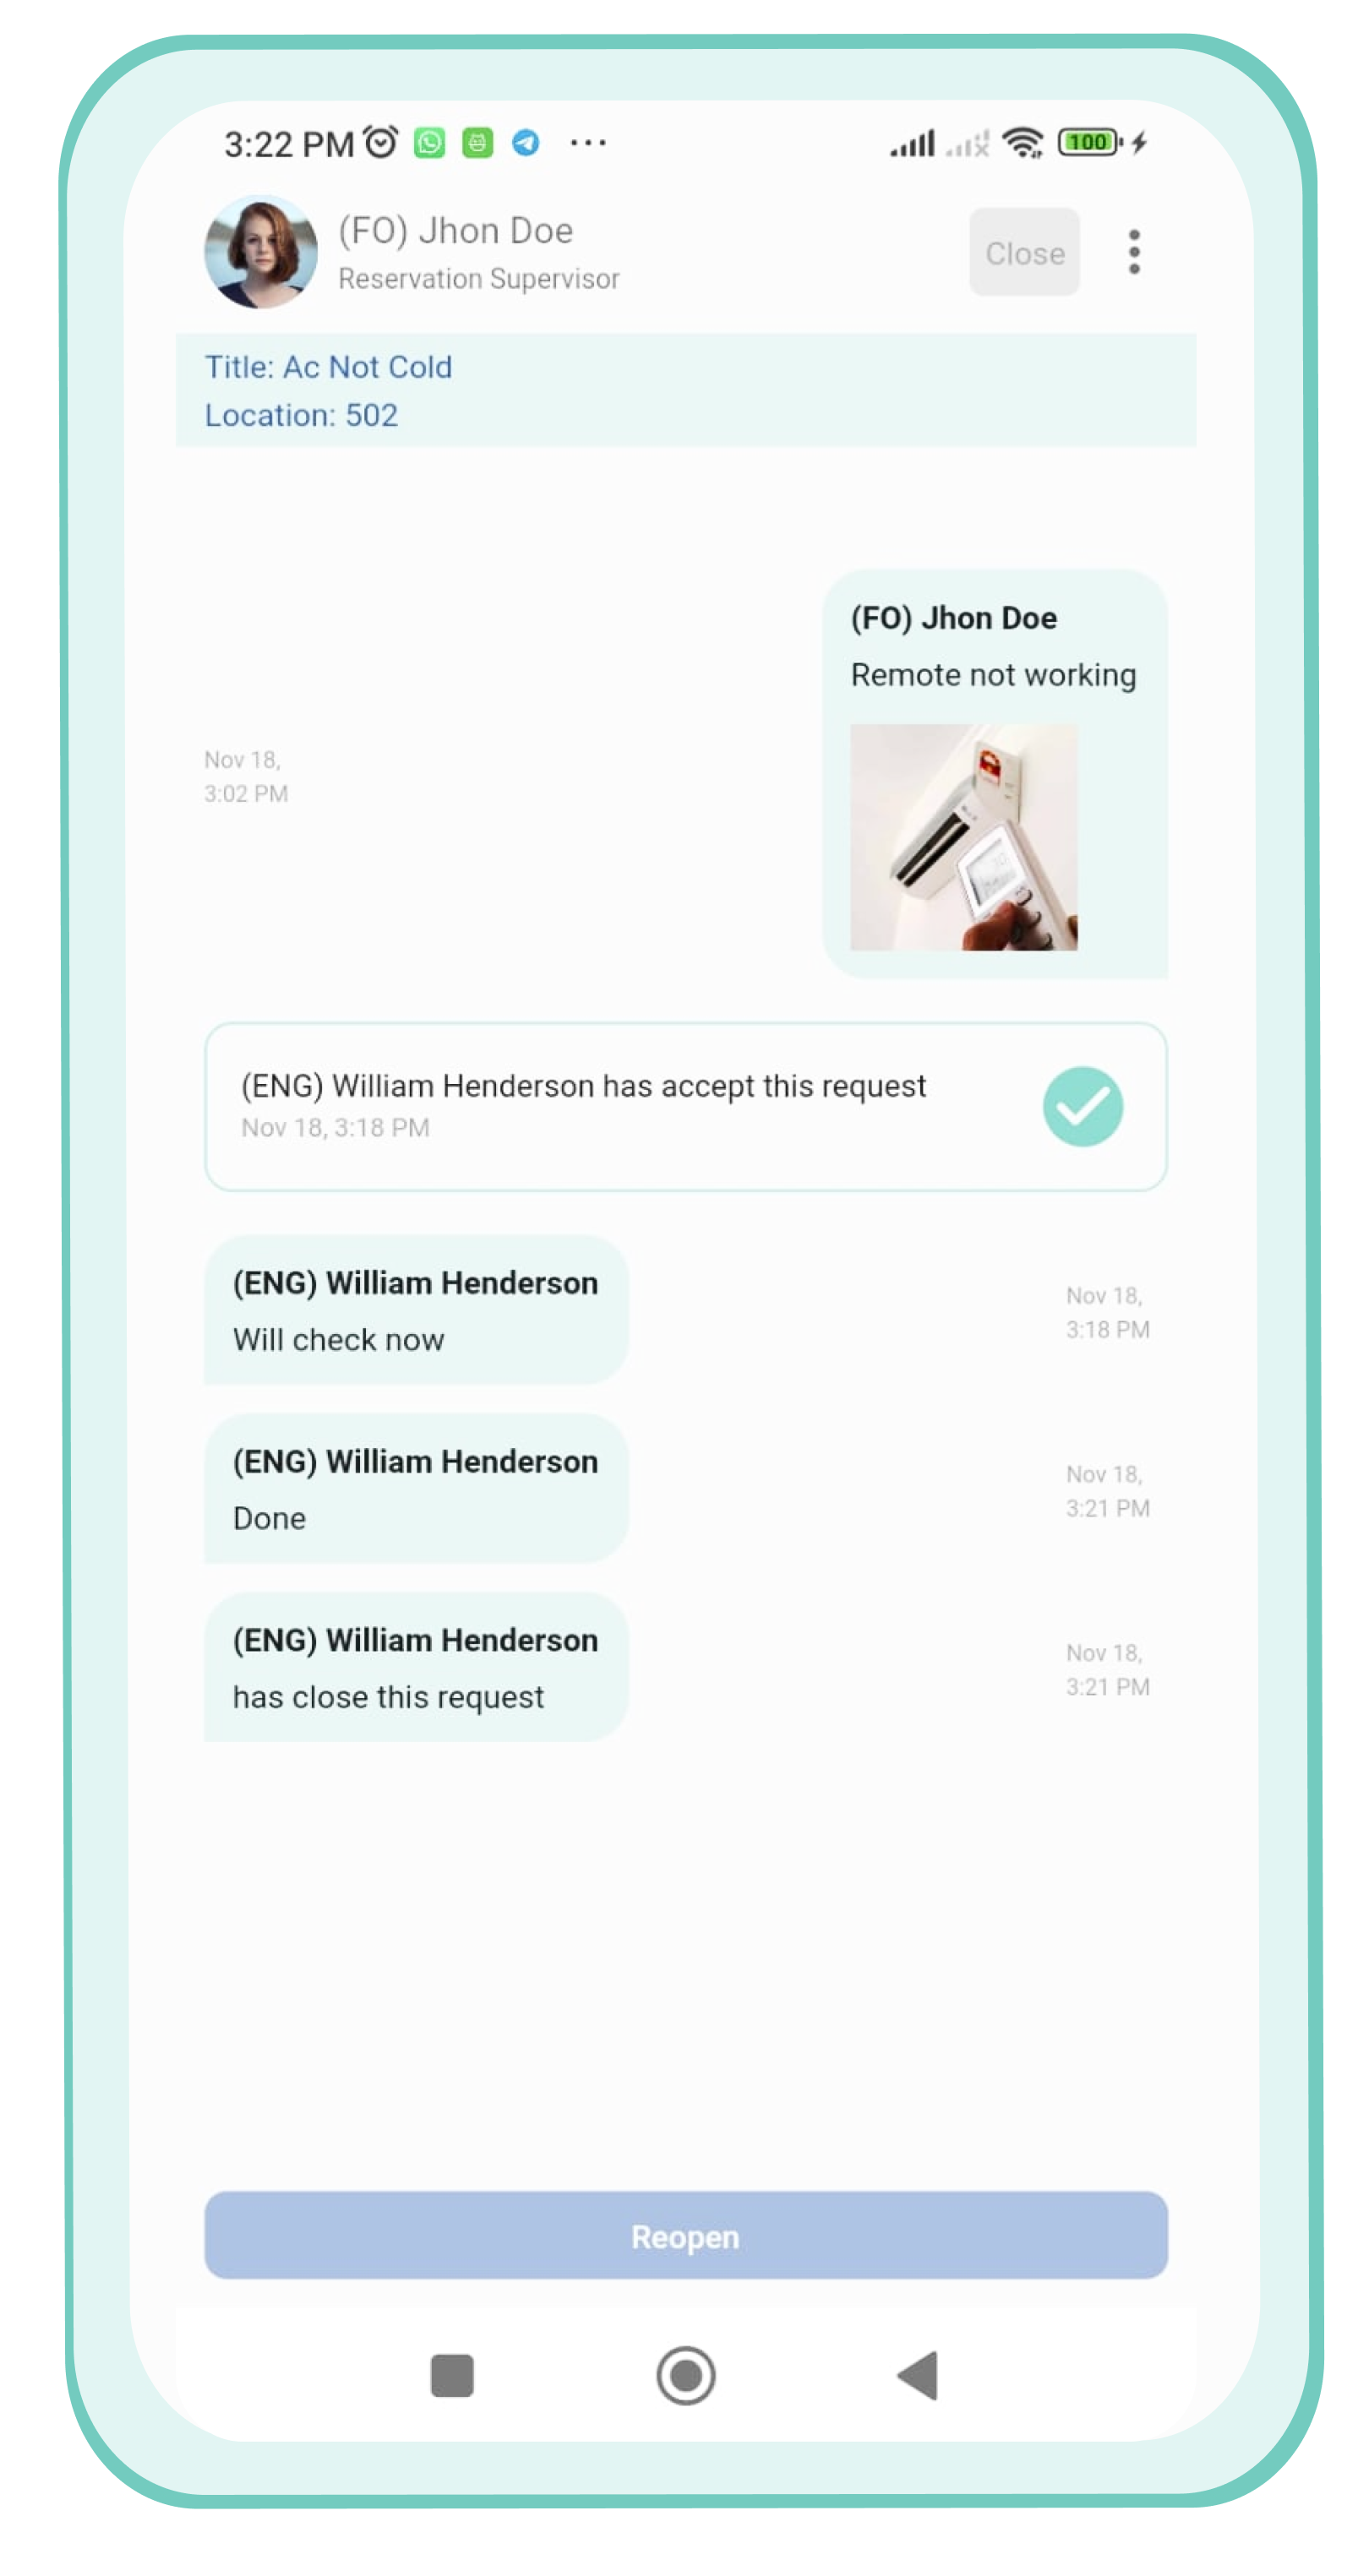 3:22 PM
100
(FO) Jhon Doe
Reservation Supervisor
Close
Title: Ac Not Cold
Location: 502
(FO) Jhon Doe
Remote not working
Nov 18,
3:02 PM
(ENG) William Henderson has accept this request
Nov 18, 3:18 PM
(ENG) William Henderson
Will check now
Nov 18,
3:18 PM
(ENG) William Henderson
Done
Nov 18,
3:21 PM
(ENG) William Henderson
has close this request
Nov 18,
3:21 PM
Reopen